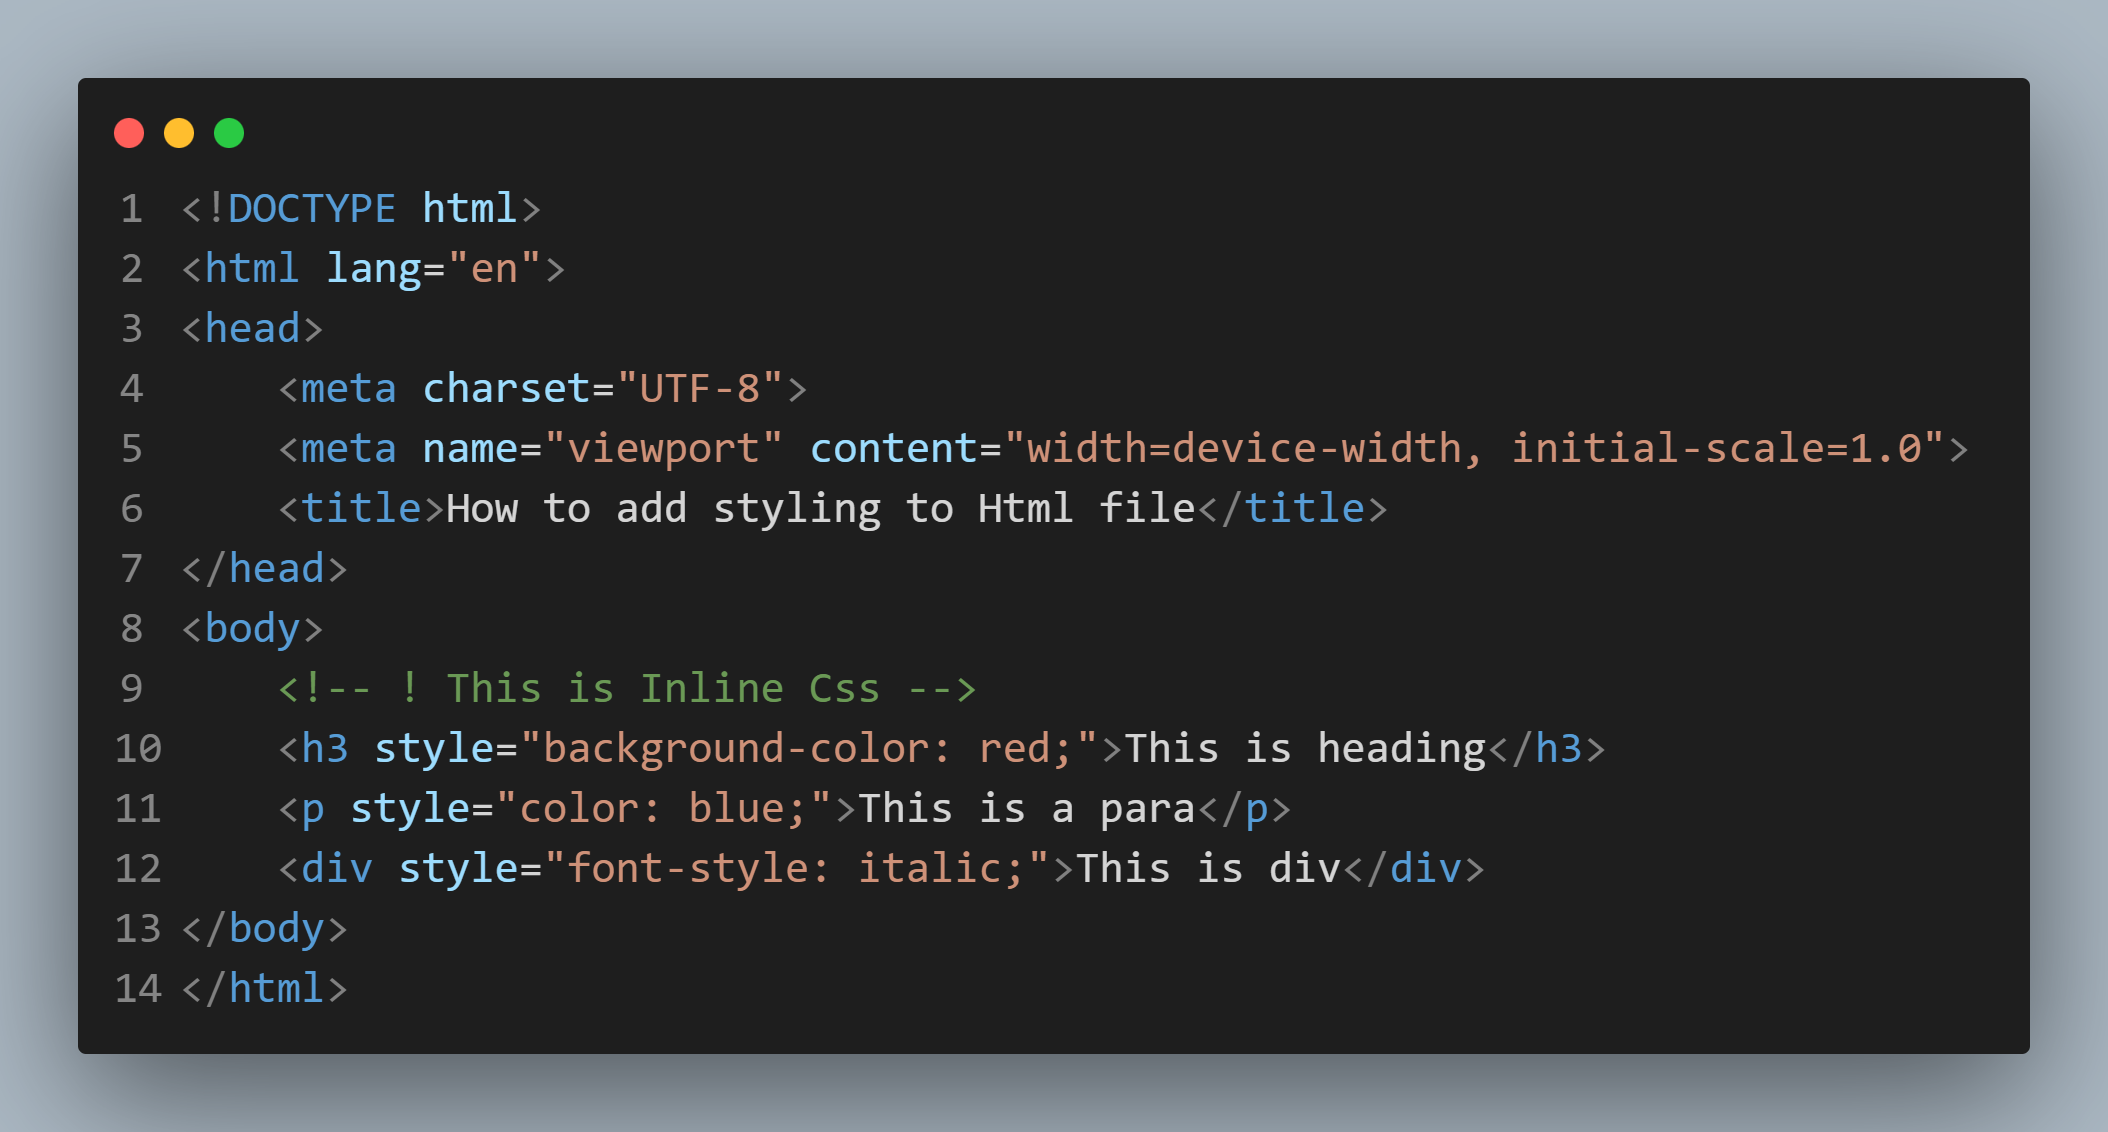 1 <!DOCTYPE html>
2 <html lang="en">
3 <head>
4     <meta charset="UTF-8">
5     <meta name="viewport" content="width=device-width, initial-scale=1.0">
6     <title>How to add styling to Html file</title>
7 </head>
8 <body>
9     <!-- ! This is Inline Css -->
10     <h3 style="background-color: red;">This is heading</h3>
11     <p style="color: blue;">This is a para</p>
12     <div style="font-style: italic;">This is div</div>
13 </body>
14 </html>